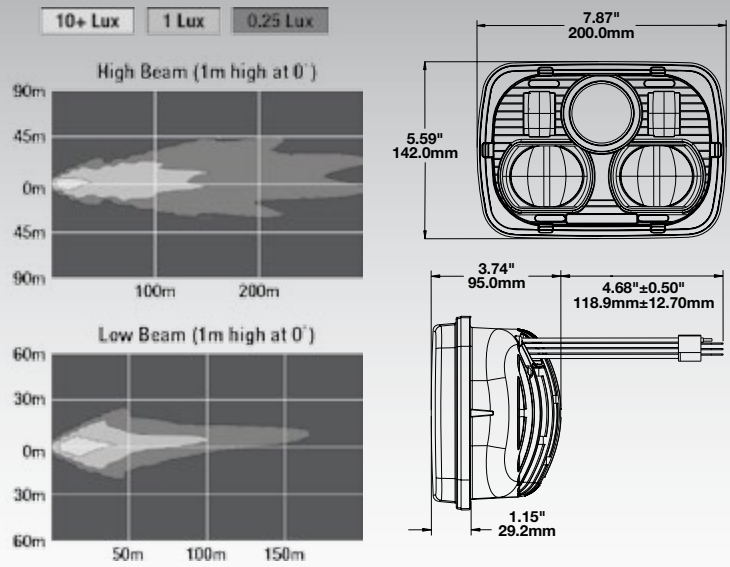 10+ Lux 1 Lux 0.25 Lux
High Beam (1m high at 0°)
90m
45m
0m
45m
90m
100m 200m
Low Beam (1m high at 0°)
60m
30m
0m
30m
60m
50m 100m 150m
7.87"
200.0mm
5.59"
142.0mm
3.74"
95.0mm
4.68"±0.50"
118.9mm±12.70mm
1.15"
29.2mm